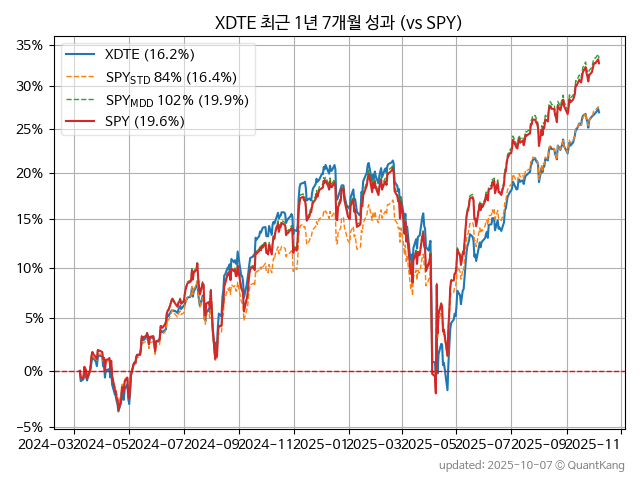 XDTE 최근 1년 7개월 성과 (vs SPY)
XDTE (16.2%)
SPY_STD 84% (16.4%)
SPY_MDD 102% (19.9%)
SPY (19.6%)
35%
30%
25%
20%
15%
10%
5%
0%
−5%
2024-03 2024-05 2024-07 2024-09 2024-11 2025-01 2025-03 2025-05 2025-07 2025-09 2025-11
updated: 2025-10-07 © QuantKang